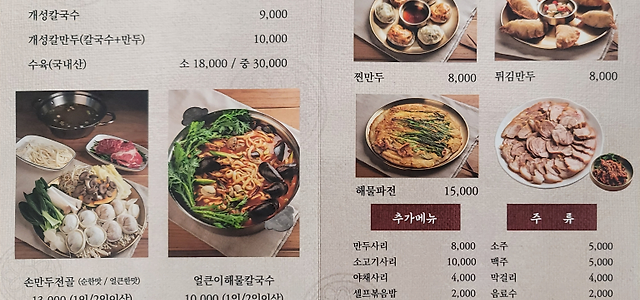 개성칼국수 9,000
개성칼만두(칼국수+만두) 10,000
수육(국내산) 소 18,000 / 중 30,000
손만두전골 (순한맛 / 얼큰한맛)
13,000 (1인/2인이상)
얼큰이해물칼국수
10,000 (1인/2인이상)
찐만두 8,000
튀김만두 8,000
해물파전 15,000
추가메뉴
만두사리 8,000
소고기사리 10,000
야채사리 4,000
셀프볶음밥 2,000
주 류
소주 5,000
맥주 5,000
막걸리 4,000
음료수 2,000